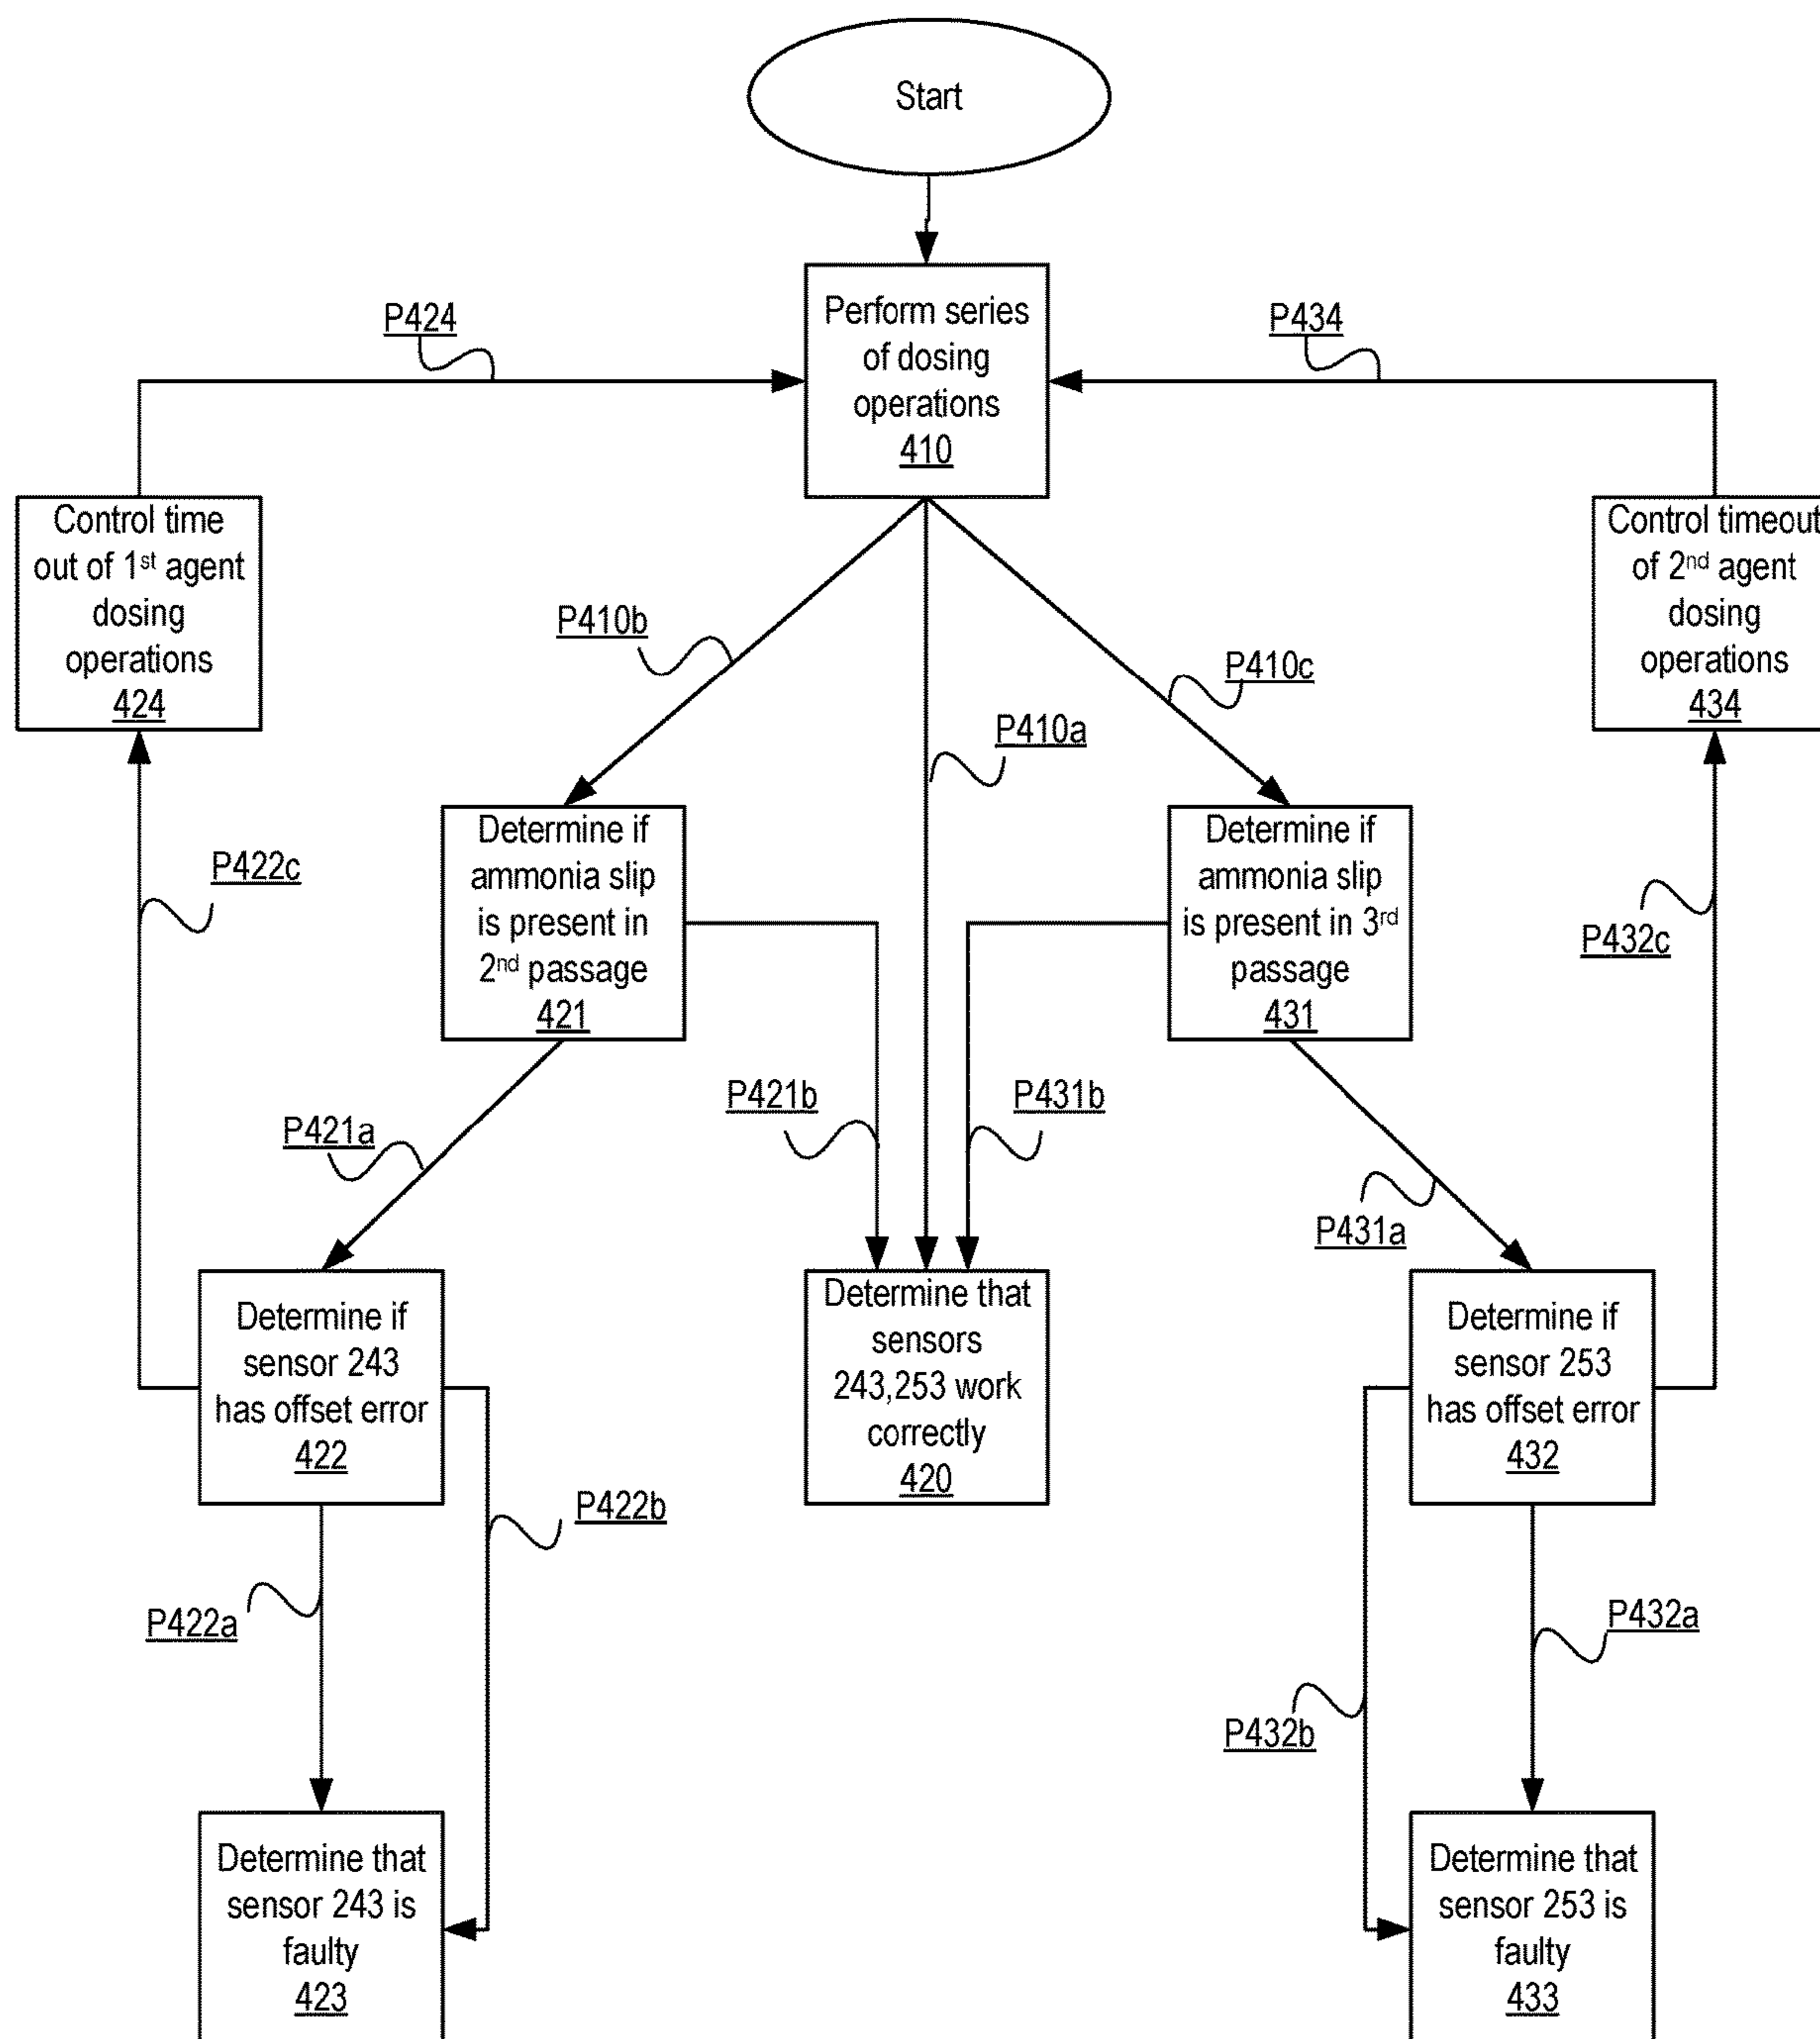 Start
Perform series
of dosing
operations
410
P424
P434
Control time
out of 1st agent
dosing
operations
424
Control timeout
of 2nd agent
dosing
operations
434
P410b
P410c
P410a
Determine if
ammonia slip
is present in
2nd passage
421
Determine if
ammonia slip
is present in 3rd
passage
431
P422c
P432c
P421a
P421b
P431b
P431a
Determine if
sensor 243
has offset error
422
Determine that
sensors
243,253 work
correctly
420
Determine if
sensor 253
has offset error
432
P422b
P422a
P432a
P432b
Determine that
sensor 243 is
faulty
423
Determine that
sensor 253 is
faulty
433